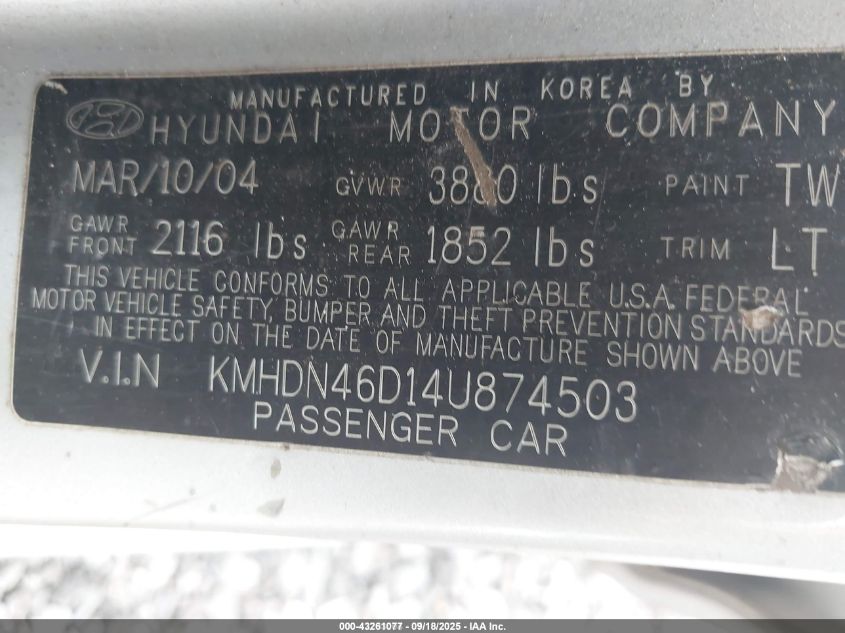 MANUFACTURED IN KOREA BY
HYUNDAI MOTOR COMPANY
MAR/10/04 GVWR lbs PAINT TW
GAWR FRONT 2116 lbs GAWR REAR 1852 lbs TRIM LT
THIS VEHICLE CONFORMS TO ALL APPLICABLE U.S.A. FEDERAL
MOTOR VEHICLE SAFETY, BUMPER AND THEFT PREVENTION STANDARDS
IN EFFECT ON THE DATE OF MANUFACTURE SHOWN ABOVE
V.I.N KMHDN46D14U874503
PASSENGER CAR
000-43261077 - 09/18/2025 - IAA Inc.